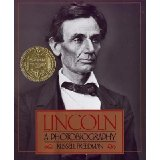 LINCOLN
A PHOTOBIOGRAPHY
RUSSELL FREEDMAN